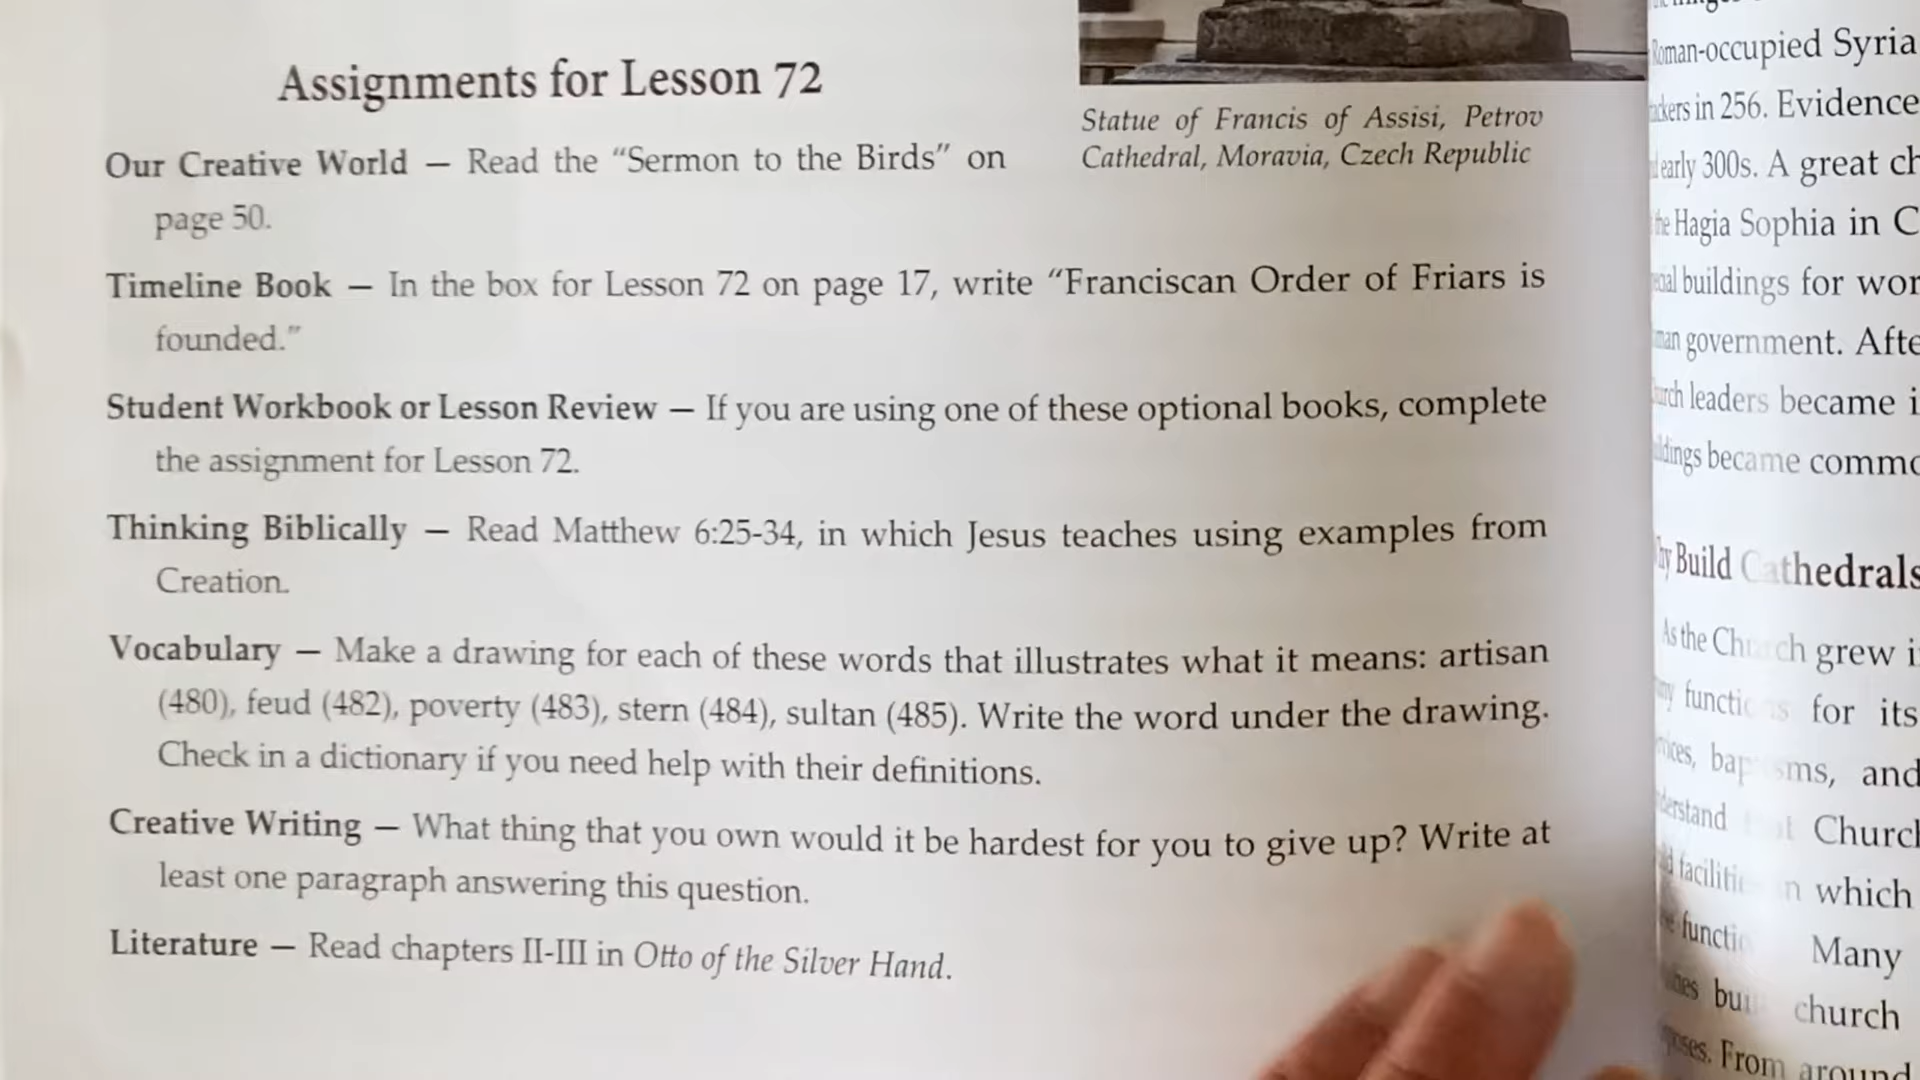 Assignments for Lesson 72
Our Creative World — Read the “Sermon to the Birds” on
page 50.
Timeline Book — In the box for Lesson 72 on page 17, write “Franciscan Order of Friars is
founded.”
Student Workbook or Lesson Review — If you are using one of these optional books, complete
the assignment for Lesson 72.
Thinking Biblically — Read Matthew 6:25-34, in which Jesus teaches using examples from
Creation.
Vocabulary — Make a drawing for each of these words that illustrates what it means: artisan
(480), feud (482), poverty (483), stern (484), sultan (485). Write the word under the drawing.
Check in a dictionary if you need help with their definitions.
Creative Writing — What thing that you own would it be hardest for you to give up? Write at
least one paragraph answering this question.
Literature — Read chapters II-III in Otto of the Silver Hand.
Statue of Francis of Assisi, Petrov
Cathedral, Moravia, Czech Republic
Roman-occupied Syria
in 256. Evidence
early 300s. A great
the Hagia Sophia in
buildings for
government.
leaders became
became
Build Cathedrals
As the Church grew
for its
and
Church
which
Many
church
From around